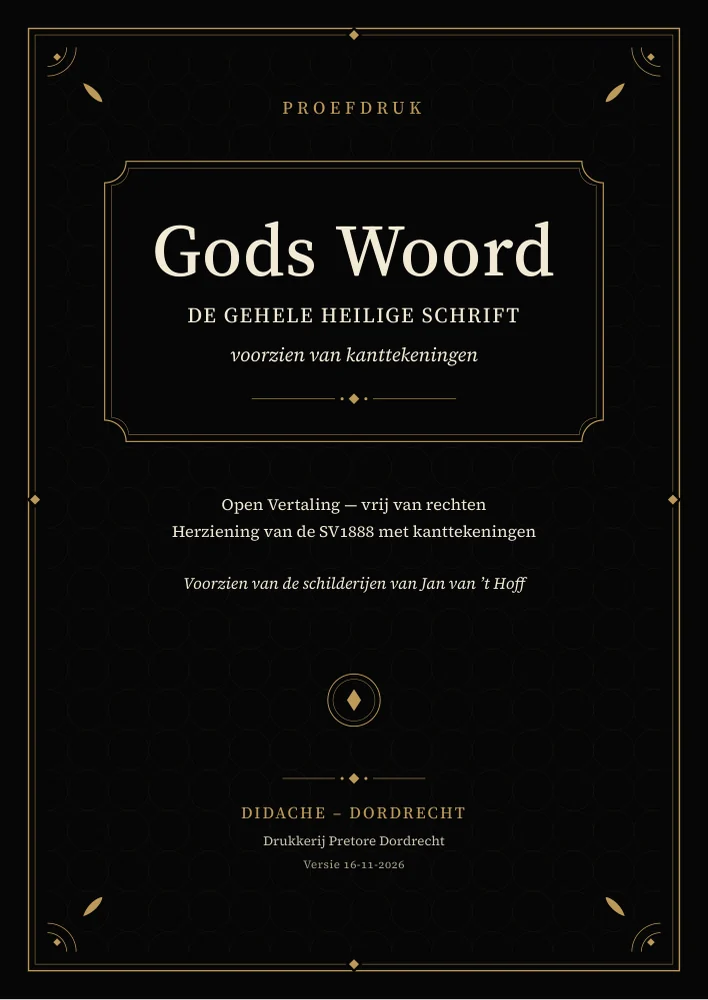 PROEFDRUK
Gods Woord
DE GEHELE HEILIGE SCHRIFT
voorzien van kanttekeningen
Open Vertaling — vrij van rechten
Herziening van de SV1888 met kanttekeningen
Voorzien van de schilderijen van Jan van ’t Hoff
DIDACHE – DORDRECHT
Drukkerij Pretore Dordrecht
Versie 16-11-2026